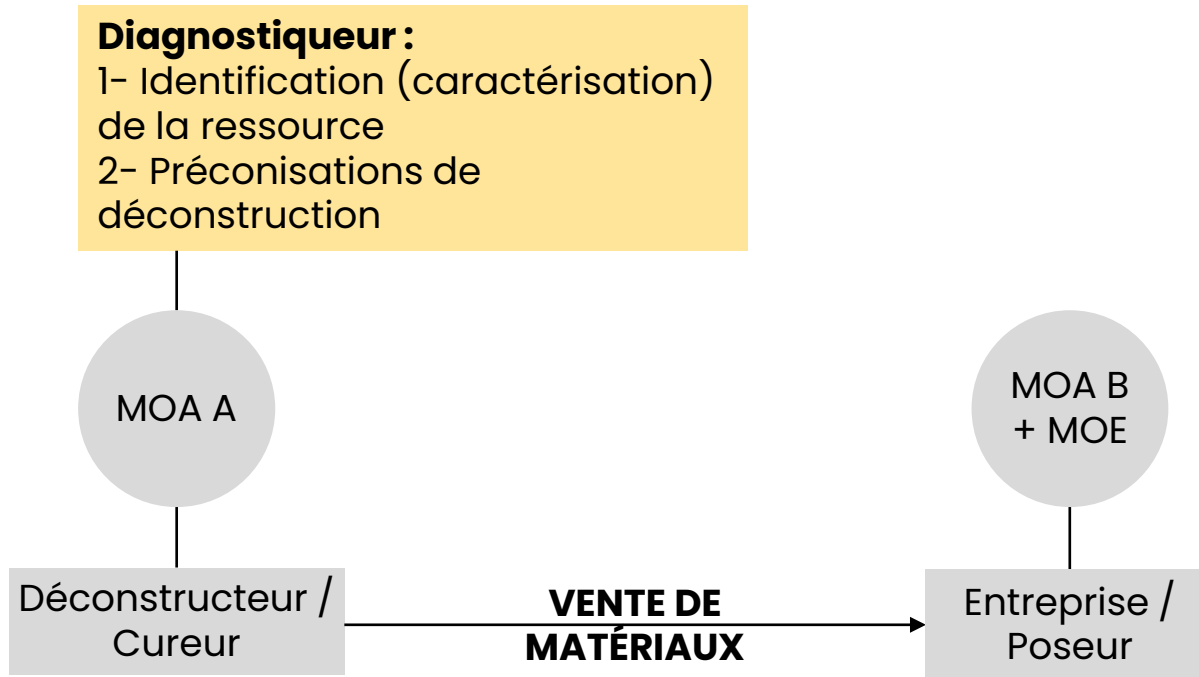 Diagnostiqueur :
1- Identification (caractérisation)
de la ressource
2- Préconisations de
déconstruction
MOA A
MOA B
+ MOE
Déconstructeur /
Cureur
VENTE DE
MATÉRIAUX
Entreprise /
Poseur